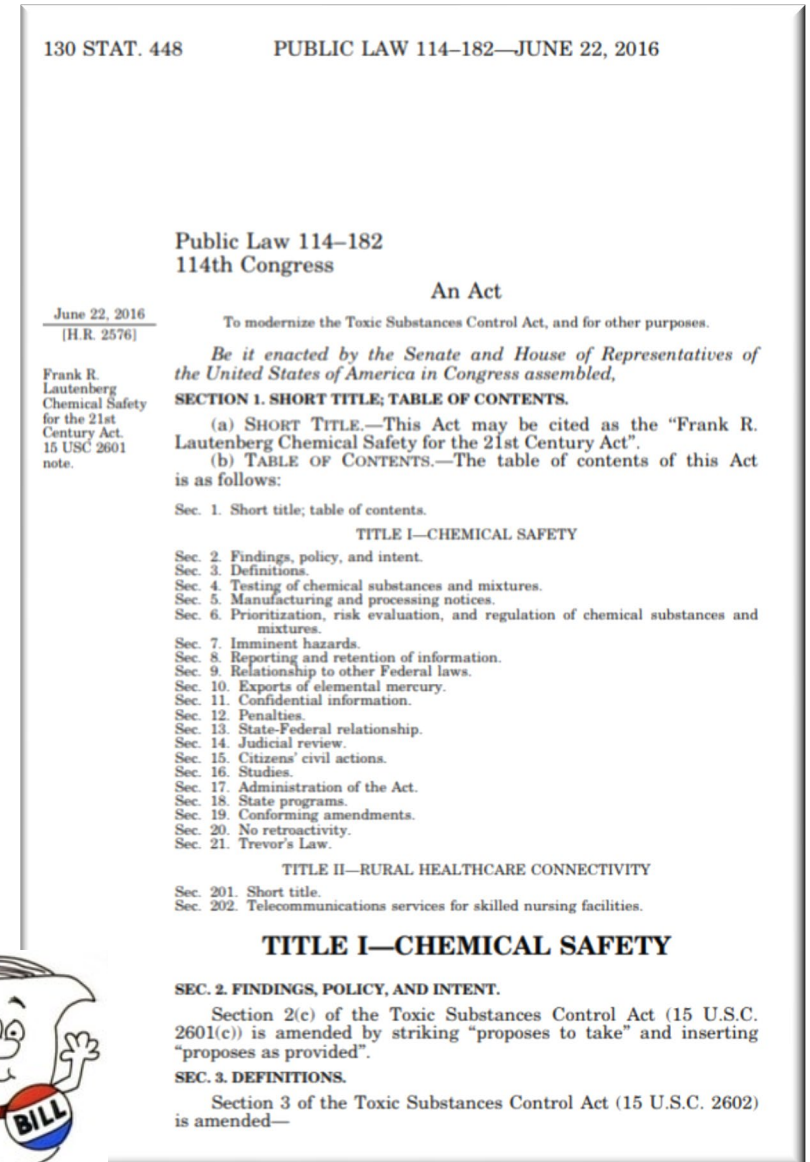 130 STAT. 448 PUBLIC LAW 114–182—JUNE 22, 2016
Public Law 114–182
114th Congress
An Act
June 22, 2016
[H.R. 2576]
To modernize the Toxic Substances Control Act, and for other purposes.
Be it enacted by the Senate and House of Representatives of
the United States of America in Congress assembled,
Frank R.
Lautenberg
Chemical Safety
for the 21st
Century Act.
15 USC 2601
note.
SECTION 1. SHORT TITLE; TABLE OF CONTENTS.
(a) SHORT TITLE.—This Act may be cited as the “Frank R.
Lautenberg Chemical Safety for the 21st Century Act”.
(b) TABLE OF CONTENTS.—The table of contents of this Act
is as follows:
Sec. 1. Short title; table of contents.
TITLE I—CHEMICAL SAFETY
Sec. 2. Findings, policy, and intent.
Sec. 3. Definitions.
Sec. 4. Testing of chemical substances and mixtures.
Sec. 5. Manufacturing and processing notices.
Sec. 6. Prioritization, risk evaluation, and regulation of chemical substances and
mixtures.
Sec. 7. Imminent hazards.
Sec. 8. Reporting and retention of information.
Sec. 9. Relationship to other Federal laws.
Sec. 10. Exports of elemental mercury.
Sec. 11. Confidential information.
Sec. 12. Penalties.
Sec. 13. State-Federal relationship.
Sec. 14. Judicial review.
Sec. 15. Citizens’ civil actions.
Sec. 16. Studies.
Sec. 17. Administration of the Act.
Sec. 18. State programs.
Sec. 19. Conforming amendments.
Sec. 20. No retroactivity.
Sec. 21. Trevor’s Law.
TITLE II—RURAL HEALTHCARE CONNECTIVITY
Sec. 201. Short title.
Sec. 202. Telecommunications services for skilled nursing facilities.
TITLE I—CHEMICAL SAFETY
SEC. 2. FINDINGS, POLICY, AND INTENT.
Section 2(c) of the Toxic Substances Control Act (15 U.S.C.
2601(c)) is amended by striking “proposes to take” and inserting
“proposes as provided”.
SEC. 3. DEFINITIONS.
Section 3 of the Toxic Substances Control Act (15 U.S.C. 2602)
is amended—
BILL